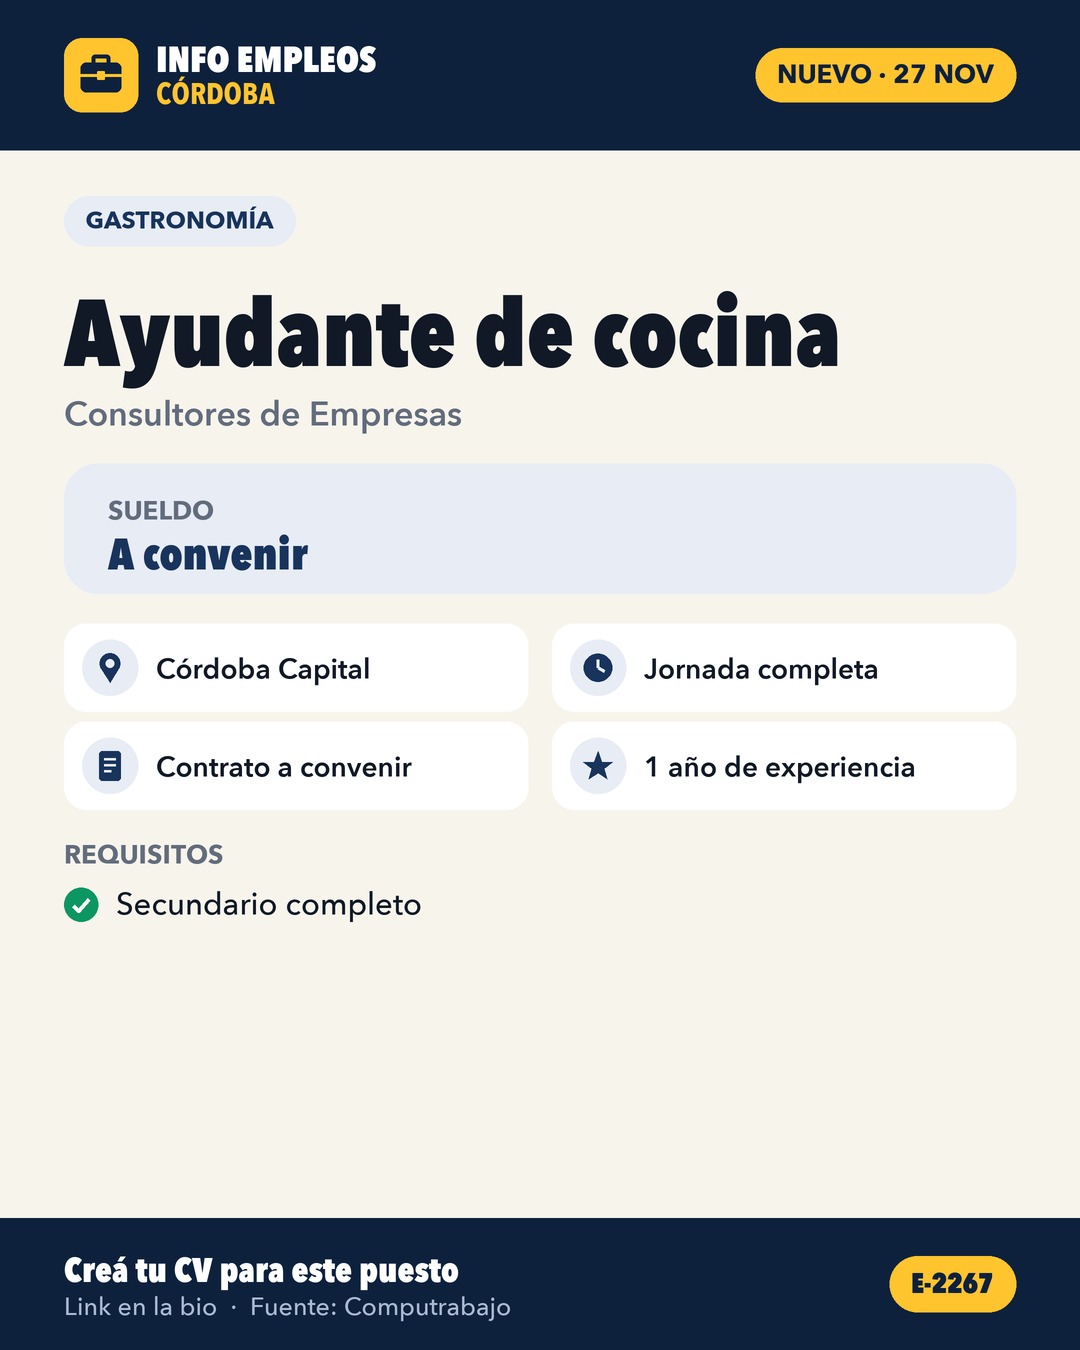 INFO EMPLEOS
CÓRDOBA
NUEVO · 27 NOV
GASTRONOMÍA
Ayudante de cocina
Consultores de Empresas
SUELDO
A convenir
Córdoba Capital
Jornada completa
Contrato a convenir
1 año de experiencia
REQUISITOS
Secundario completo
Creá tu CV para este puesto
Link en la bio · Fuente: Computrabajo
E-2267